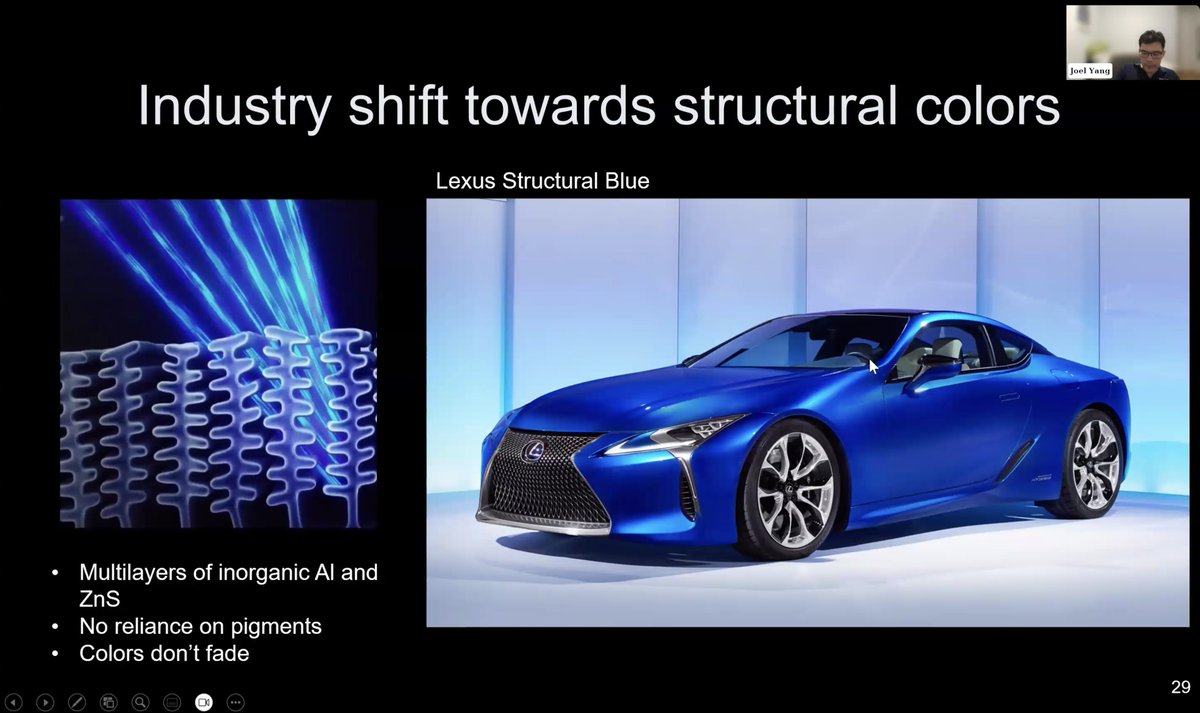 Joel Yang
Industry shift towards structural colors
Lexus Structural Blue
• Multilayers of inorganic Al and
ZnS
• No reliance on pigments
• Colors don’t fade
29